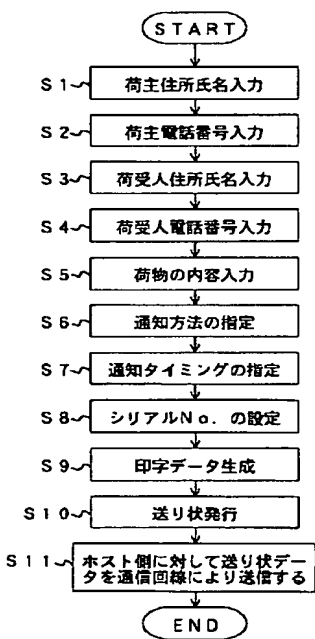 START
S1 荷主住所氏名入力
S2 荷主電話番号入力
S3 荷受人住所氏名入力
S4 荷受人電話番号入力
S5 荷物の内容入力
S6 通知方法の指定
S7 通知タイミングの指定
S8 シリアルNo.の設定
S9 印字データ生成
S10 送り状発行
S11 ホスト側に対して送り状デー
タを通信回線により送信する
END